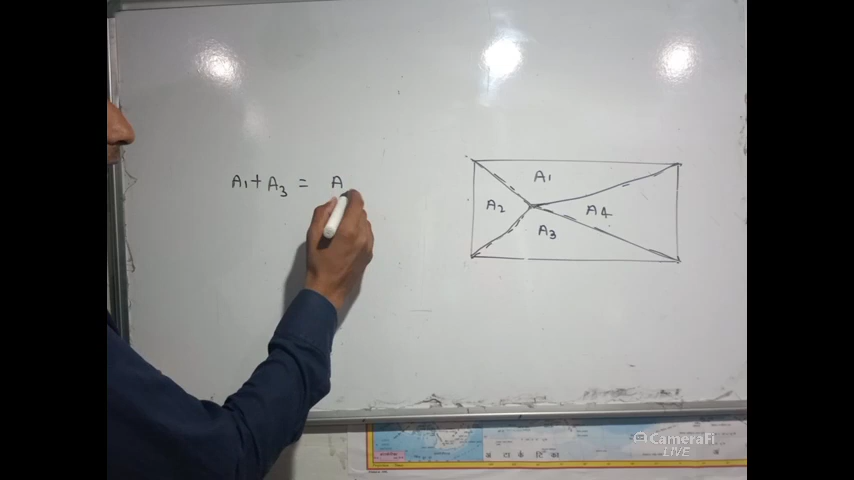 A1 + A3 = A
A1
A2
A4
A3
CameraFi
LIVE